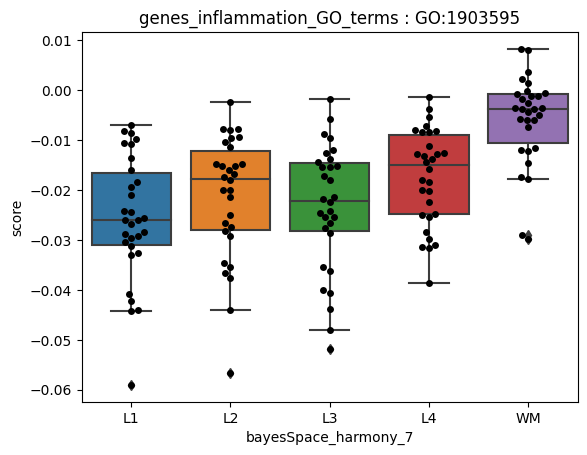 genes_inflammation_GO_terms : GO:1903595
0.01
0.00
−0.01
−0.02
−0.03
−0.04
−0.05
−0.06
score
L1 L2 L3 L4 WM
bayesSpace_harmony_7